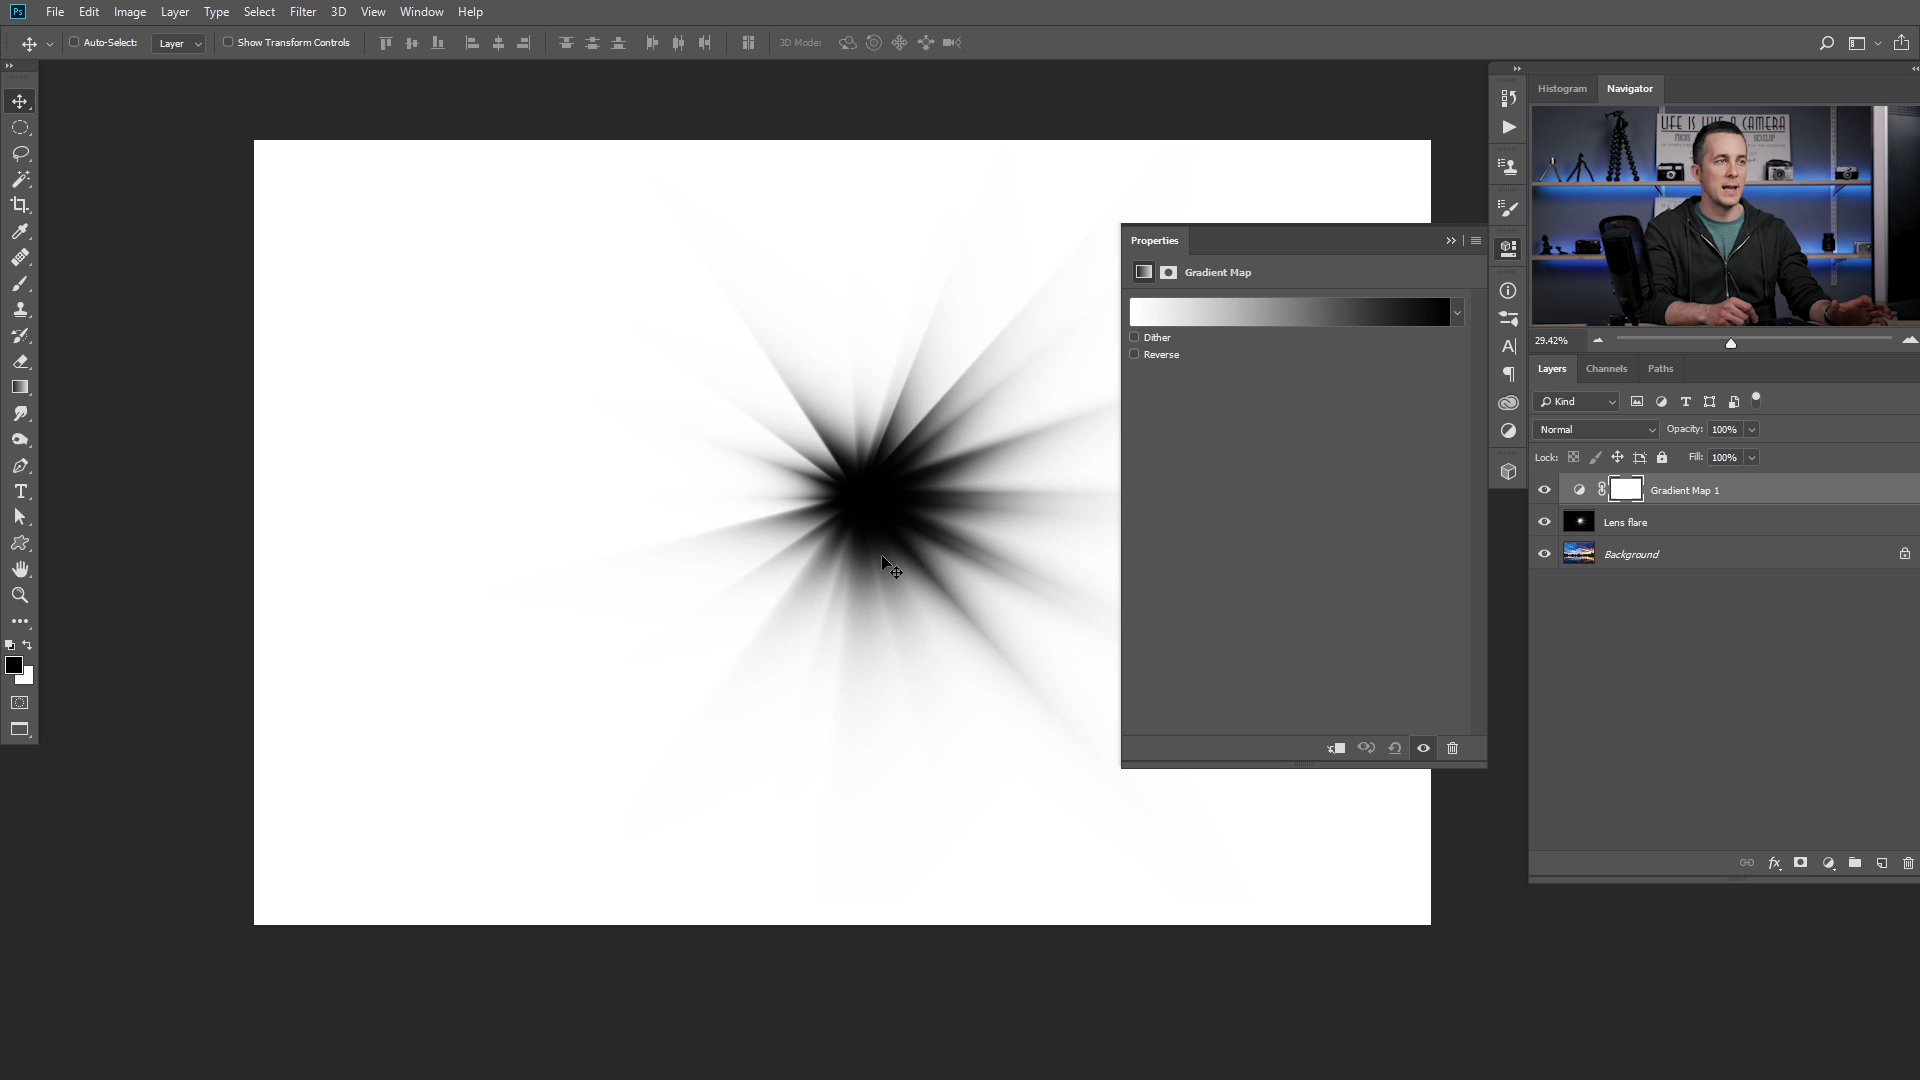 Ps File Edit Image Layer Type Select Filter 3D View Window Help
Auto-Select: Layer Show Transform Controls 3D Mode:
Histogram Navigator
LIFE IS LIKE A CAMERA
FOCUS DEVELOP
29.42%
Properties
Gradient Map
Dither
Reverse
Layers Channels Paths
Kind
Normal Opacity: 100%
Lock: Fill: 100%
Gradient Map 1
Lens flare
Background